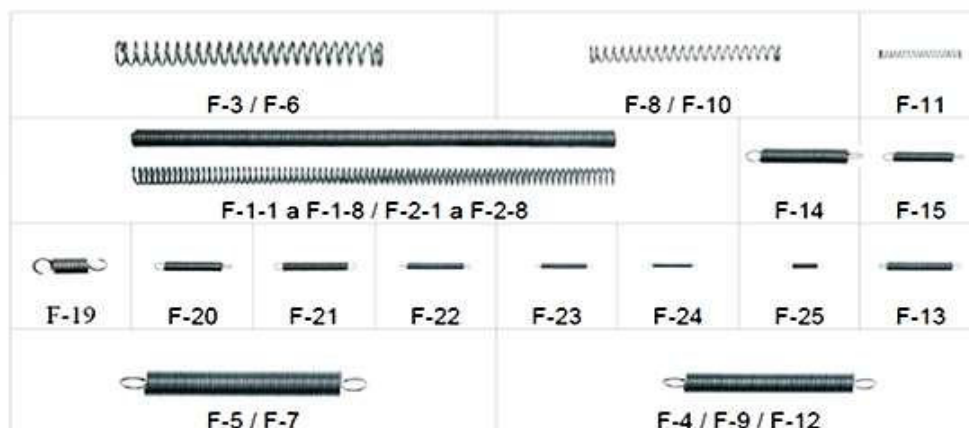 F-3 / F-6
F-8 / F-10
F-11
F-1-1 a F-1-8 / F-2-1 a F-2-8
F-14
F-15
F-19
F-20
F-21
F-22
F-23
F-24
F-25
F-13
F-5 / F-7
F-4 / F-9 / F-12